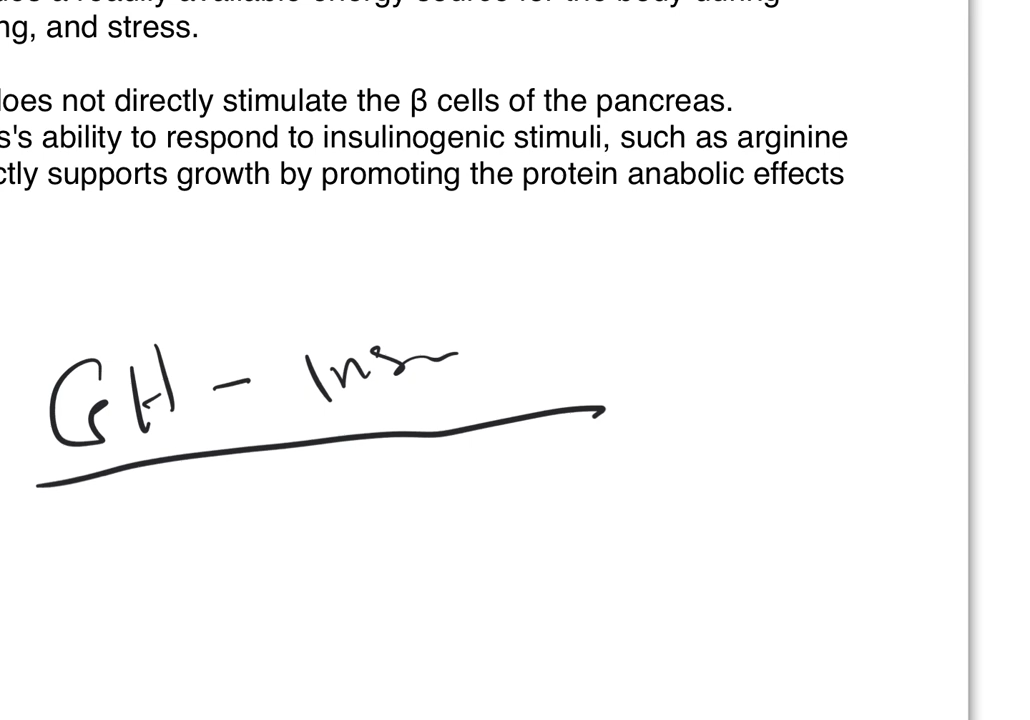 ng, and stress.
does not directly stimulate the β cells of the pancreas.
s's ability to respond to insulinogenic stimuli, such as arginine
ctly supports growth by promoting the protein anabolic effects
GH - Ins